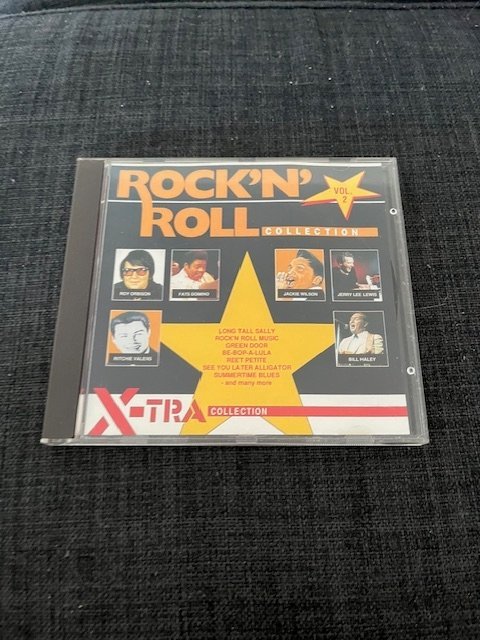 ROCK'N'
ROLL
COLLECTION
VOL.
2
ROY ORBISON
FATS DOMINO
JACKIE WILSON
JERRY LEE LEWIS
RITCHIE VALENS
BILL HALEY
LONG TALL SALLY
ROCK'N ROLL MUSIC
GREEN DOOR
BE-BOP-A-LULA
REET PETITE
SEE YOU LATER ALLIGATOR
SUMMERTIME BLUES
- and many more
X-TRA COLLECTION